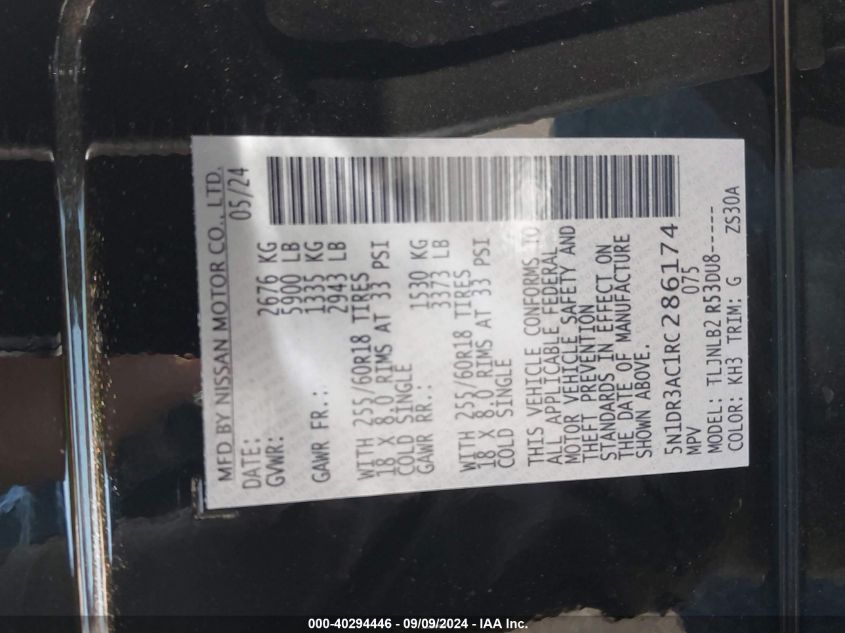 MFD BY NISSAN MOTOR CO., LTD.
DATE: 05/24
GVWR: 2676 KG
5900 LB
GAWR FR.: 1335 KG
2943 LB
WITH 255/60R18 TIRES
18 X 8.0 RIMS AT 33 PSI
COLD SINGLE
GAWR RR.: 1530 KG
3373 LB
WITH 255/60R18 TIRES
18 X 8.0 RIMS AT 33 PSI
COLD SINGLE
THIS VEHICLE CONFORMS TO
ALL APPLICABLE FEDERAL
MOTOR VEHICLE SAFETY AND
THEFT PREVENTION
STANDARDS IN EFFECT ON
THE DATE OF MANUFACTURE
SHOWN ABOVE.
5N1DR3AC1RC286174
MPV 075
MODEL: TLJNLB2 R53DU8-----
COLOR: KH3 TRIM: G ZS30A
000-40294446 - 09/09/2024 - IAA Inc.